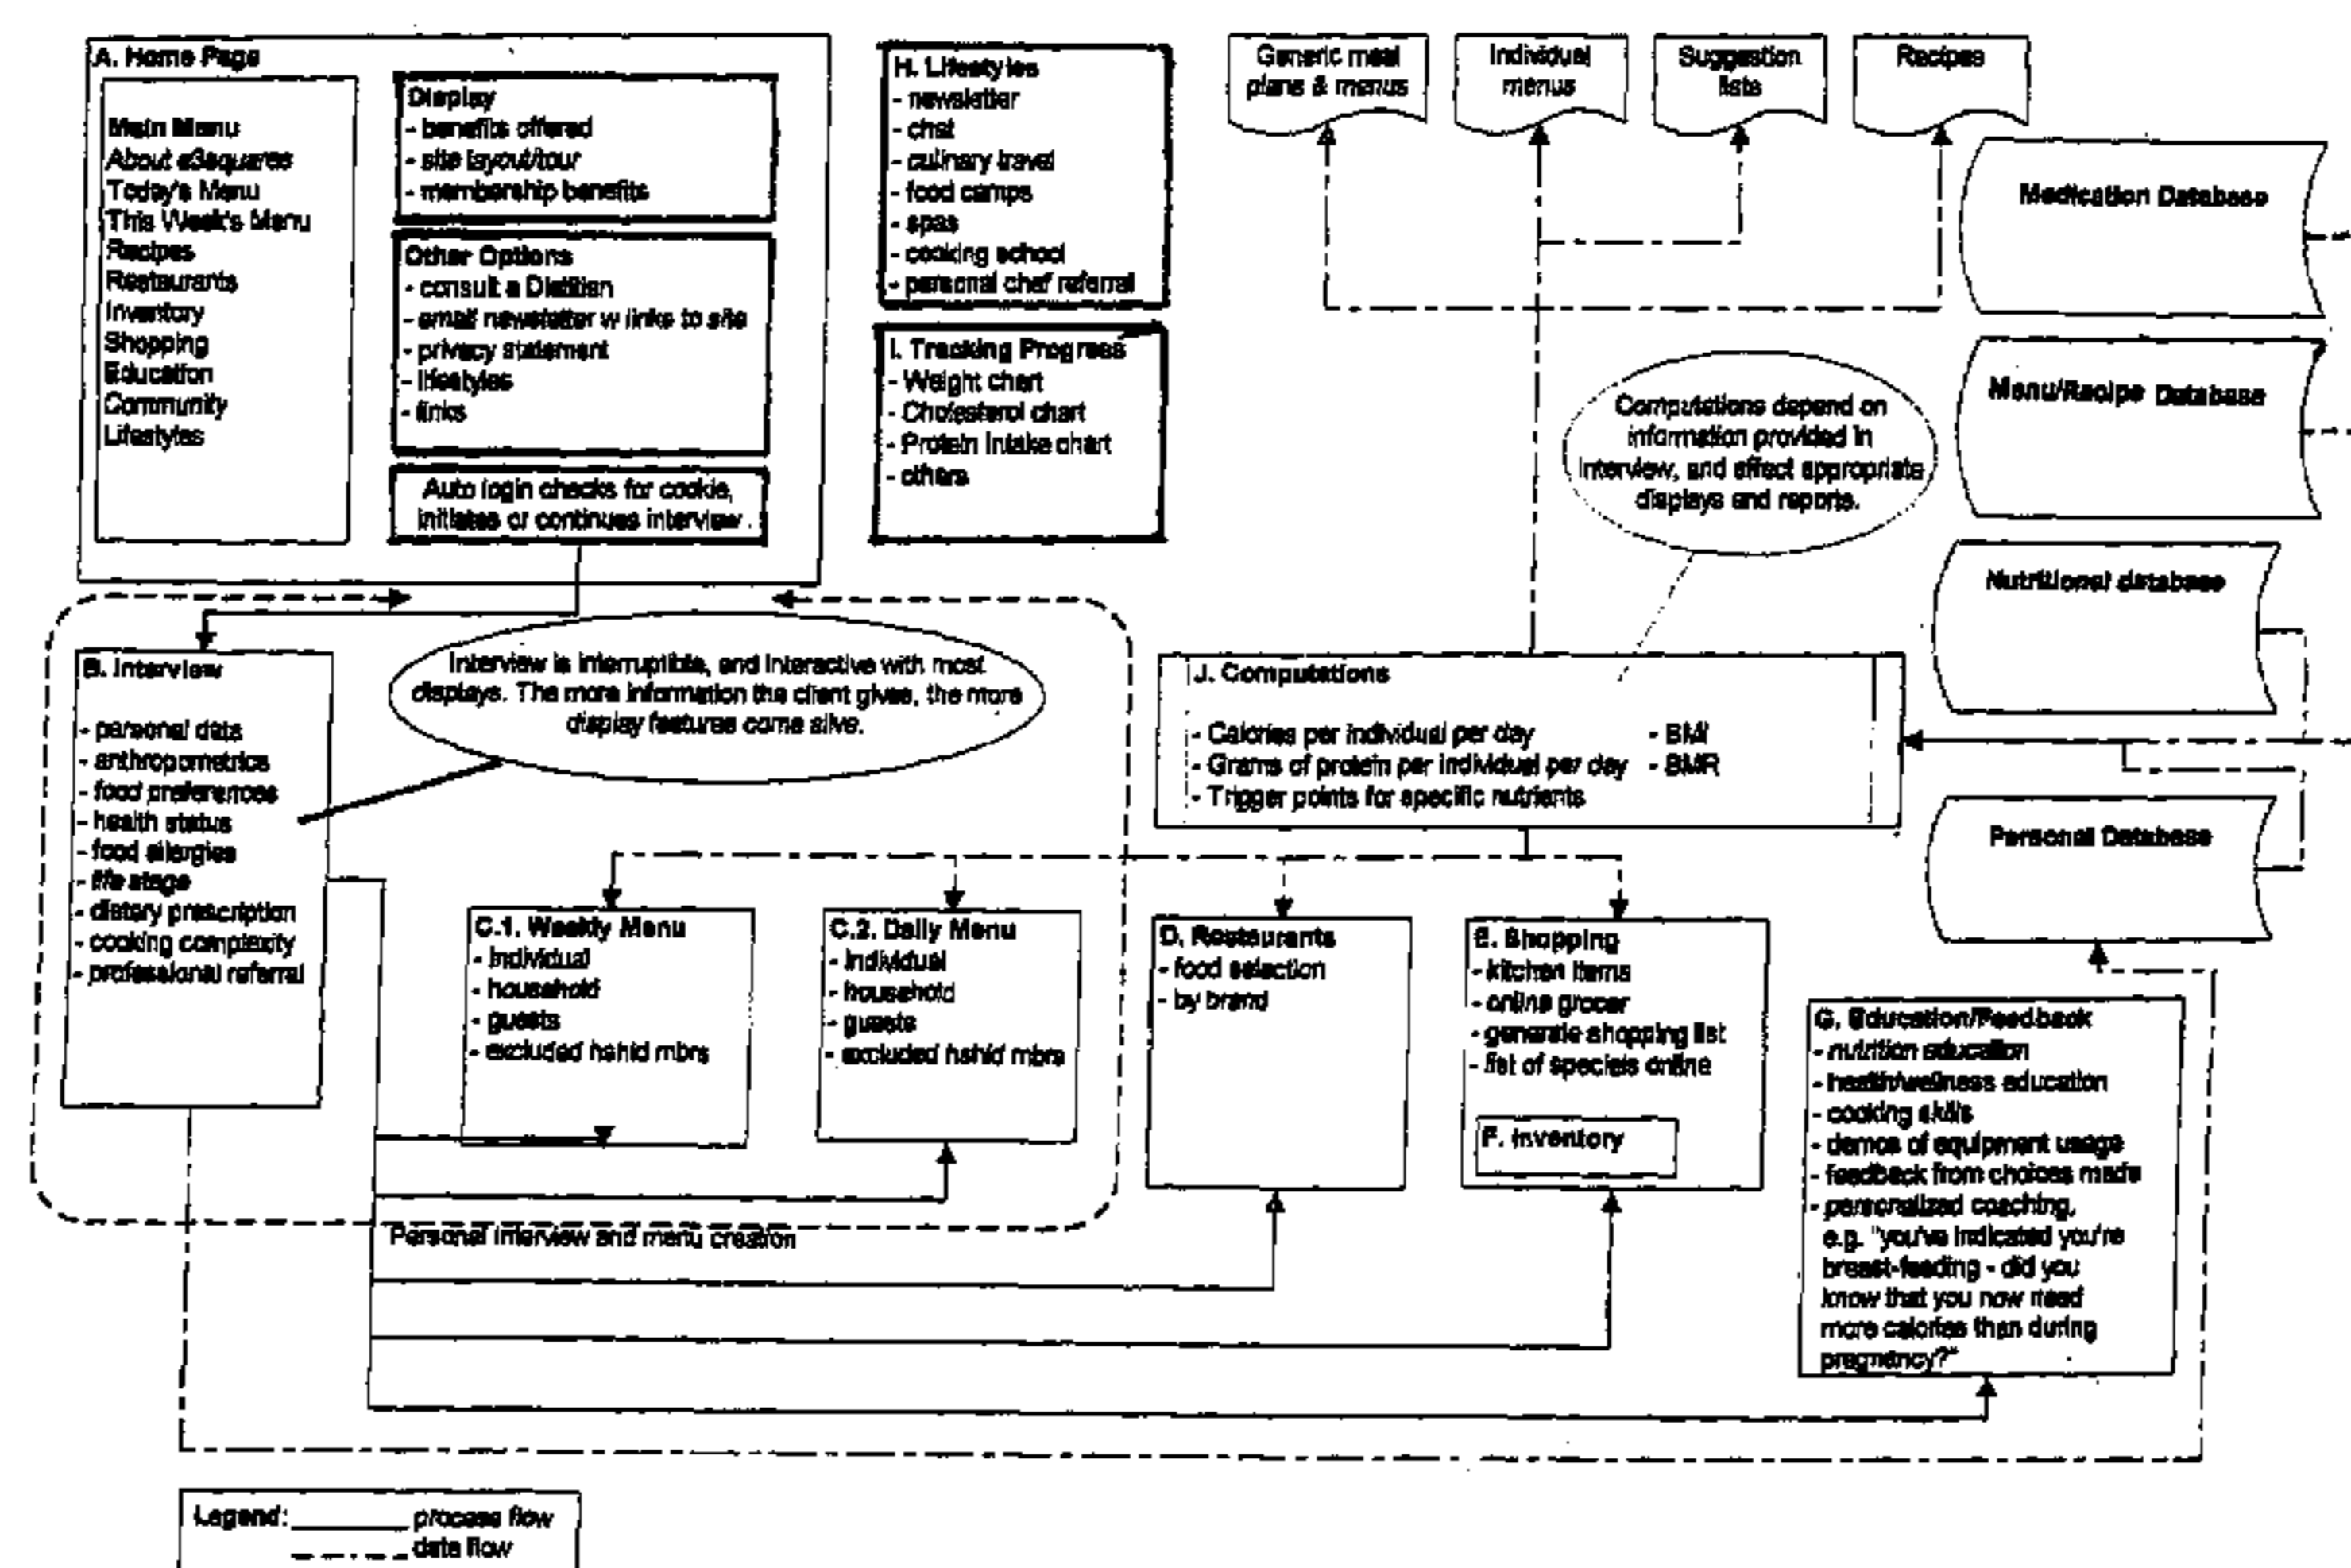 A. Home Page
Main Menu
About e3squares
Today's Menu
This Week's Menu
Recipes
Restaurants
Inventory
Shopping
Education
Community
Lifestyles
Display
- benefits offered
- site layout/tour
- membership benefits
Other Options
- consult a Dietitian
- email newsletter w links to site
- privacy statement
- lifestyles
- links
Auto login checks for cookie,
initiates or continues interview.
H. Lifestyles
- newsletter
- chat
- culinary travel
- food camps
- spas
- cooking school
- personal chef referral
I. Tracking Progress
- Weight chart
- Cholesterol chart
- Protein Intake chart
- others
Generic meal
plans & menus
Individual
menus
Suggestion
lists
Recipes
Medication Database
Menu/Recipe Database
Nutritional database
Personal Database
Computations depend on
information provided in
Interview, and affect appropriate
displays and reports.
B. Interview
- personal data
- anthropometrics
- food preferences
- health status
- food allergies
- life stage
- dietary prescription
- cooking complexity
- professional referral
Interview is interruptible, and interactive with most
displays. The more information the client gives, the more
display features come alive.
J. Computations
- Calories per individual per day - BMI
- Grams of protein per individual per day - BMR
- Trigger points for specific nutrients
C.1. Weekly Menu
- individual
- household
- guests
- excluded hshld mbrs
C.2. Daily Menu
- individual
- household
- guests
- excluded hshld mbrs
D. Restaurants
- food selection
- by brand
E. Shopping
- kitchen items
- online grocer
- generate shopping list
- list of specials online
F. Inventory
G. Education/Feedback
- nutrition education
- health/wellness education
- cooking skills
- demos of equipment usage
- feedback from choices made
- personalized coaching,
e.g. "you've indicated you're
breast-feeding - did you
know that you now need
more calories than during
pregnancy?"
Personal interview and menu creation
Legend: process flow
data flow